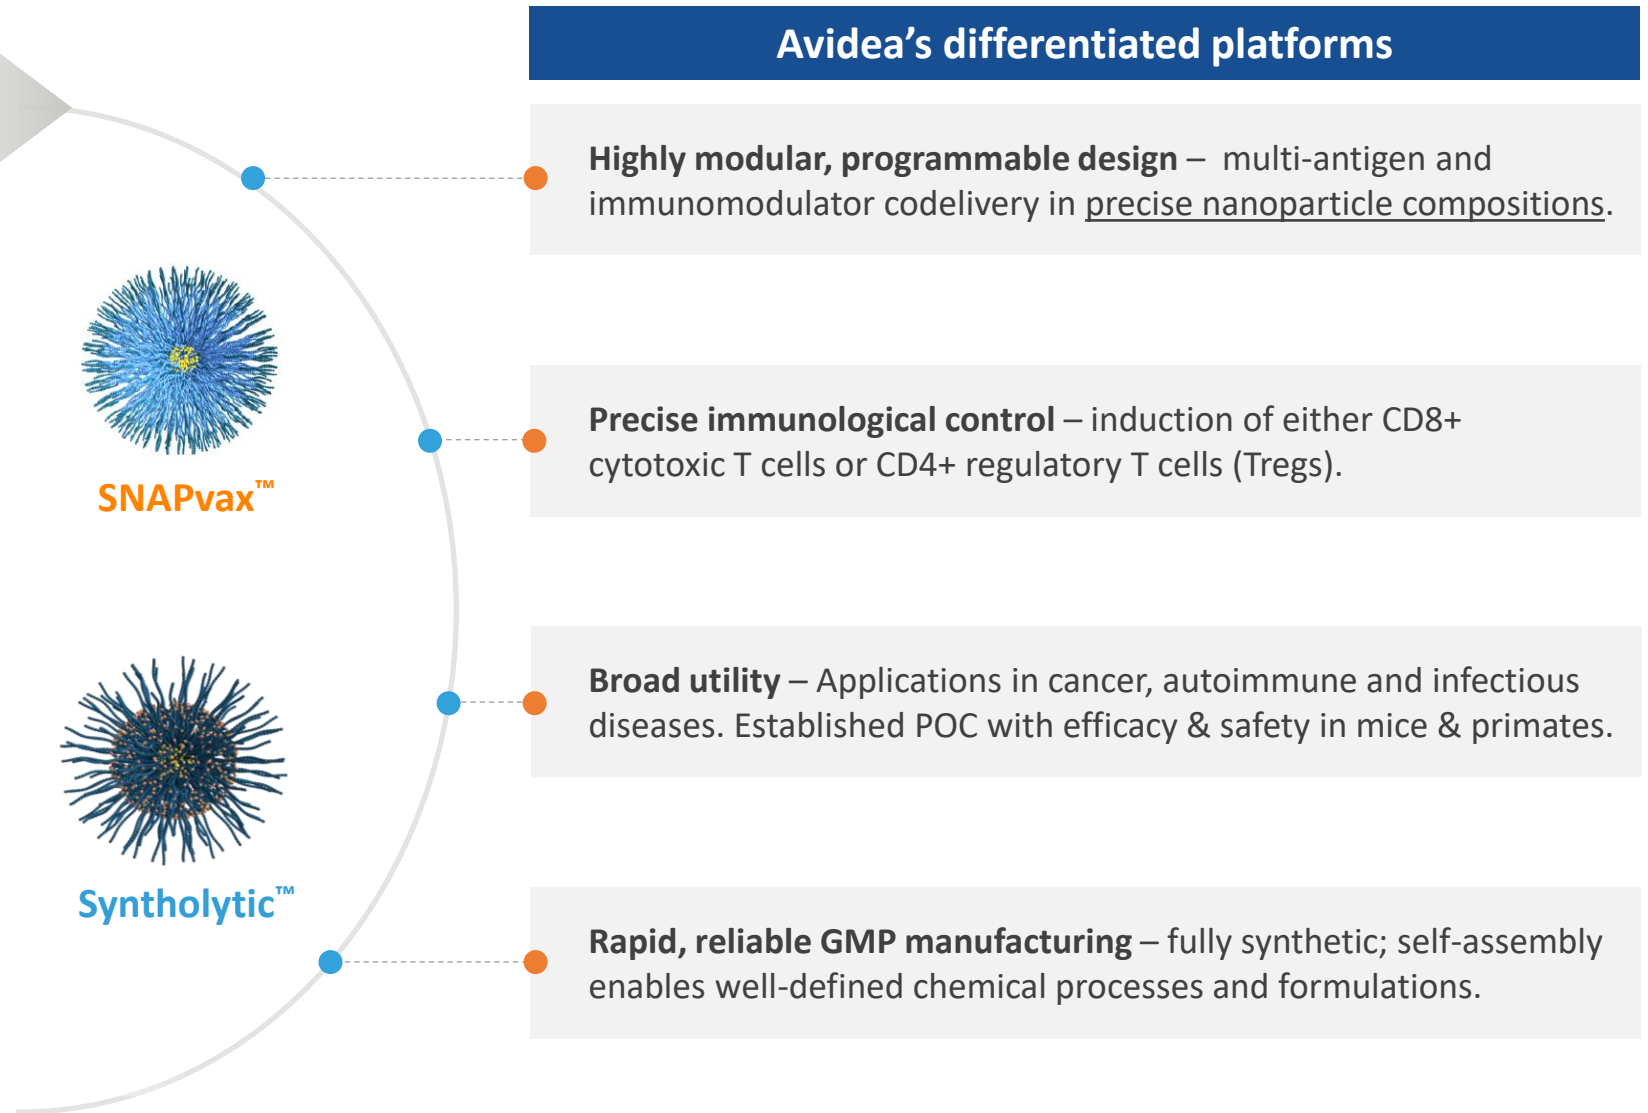 Avidea's differentiated platforms
Highly modular, programmable design – multi-antigen and
immunomodulator codelivery in precise nanoparticle compositions.
SNAPvax™
Precise immunological control – induction of either CD8+
cytotoxic T cells or CD4+ regulatory T cells (Tregs).
Broad utility – Applications in cancer, autoimmune and infectious
diseases. Established POC with efficacy & safety in mice & primates.
Syntholytic™
Rapid, reliable GMP manufacturing – fully synthetic; self-assembly
enables well-defined chemical processes and formulations.